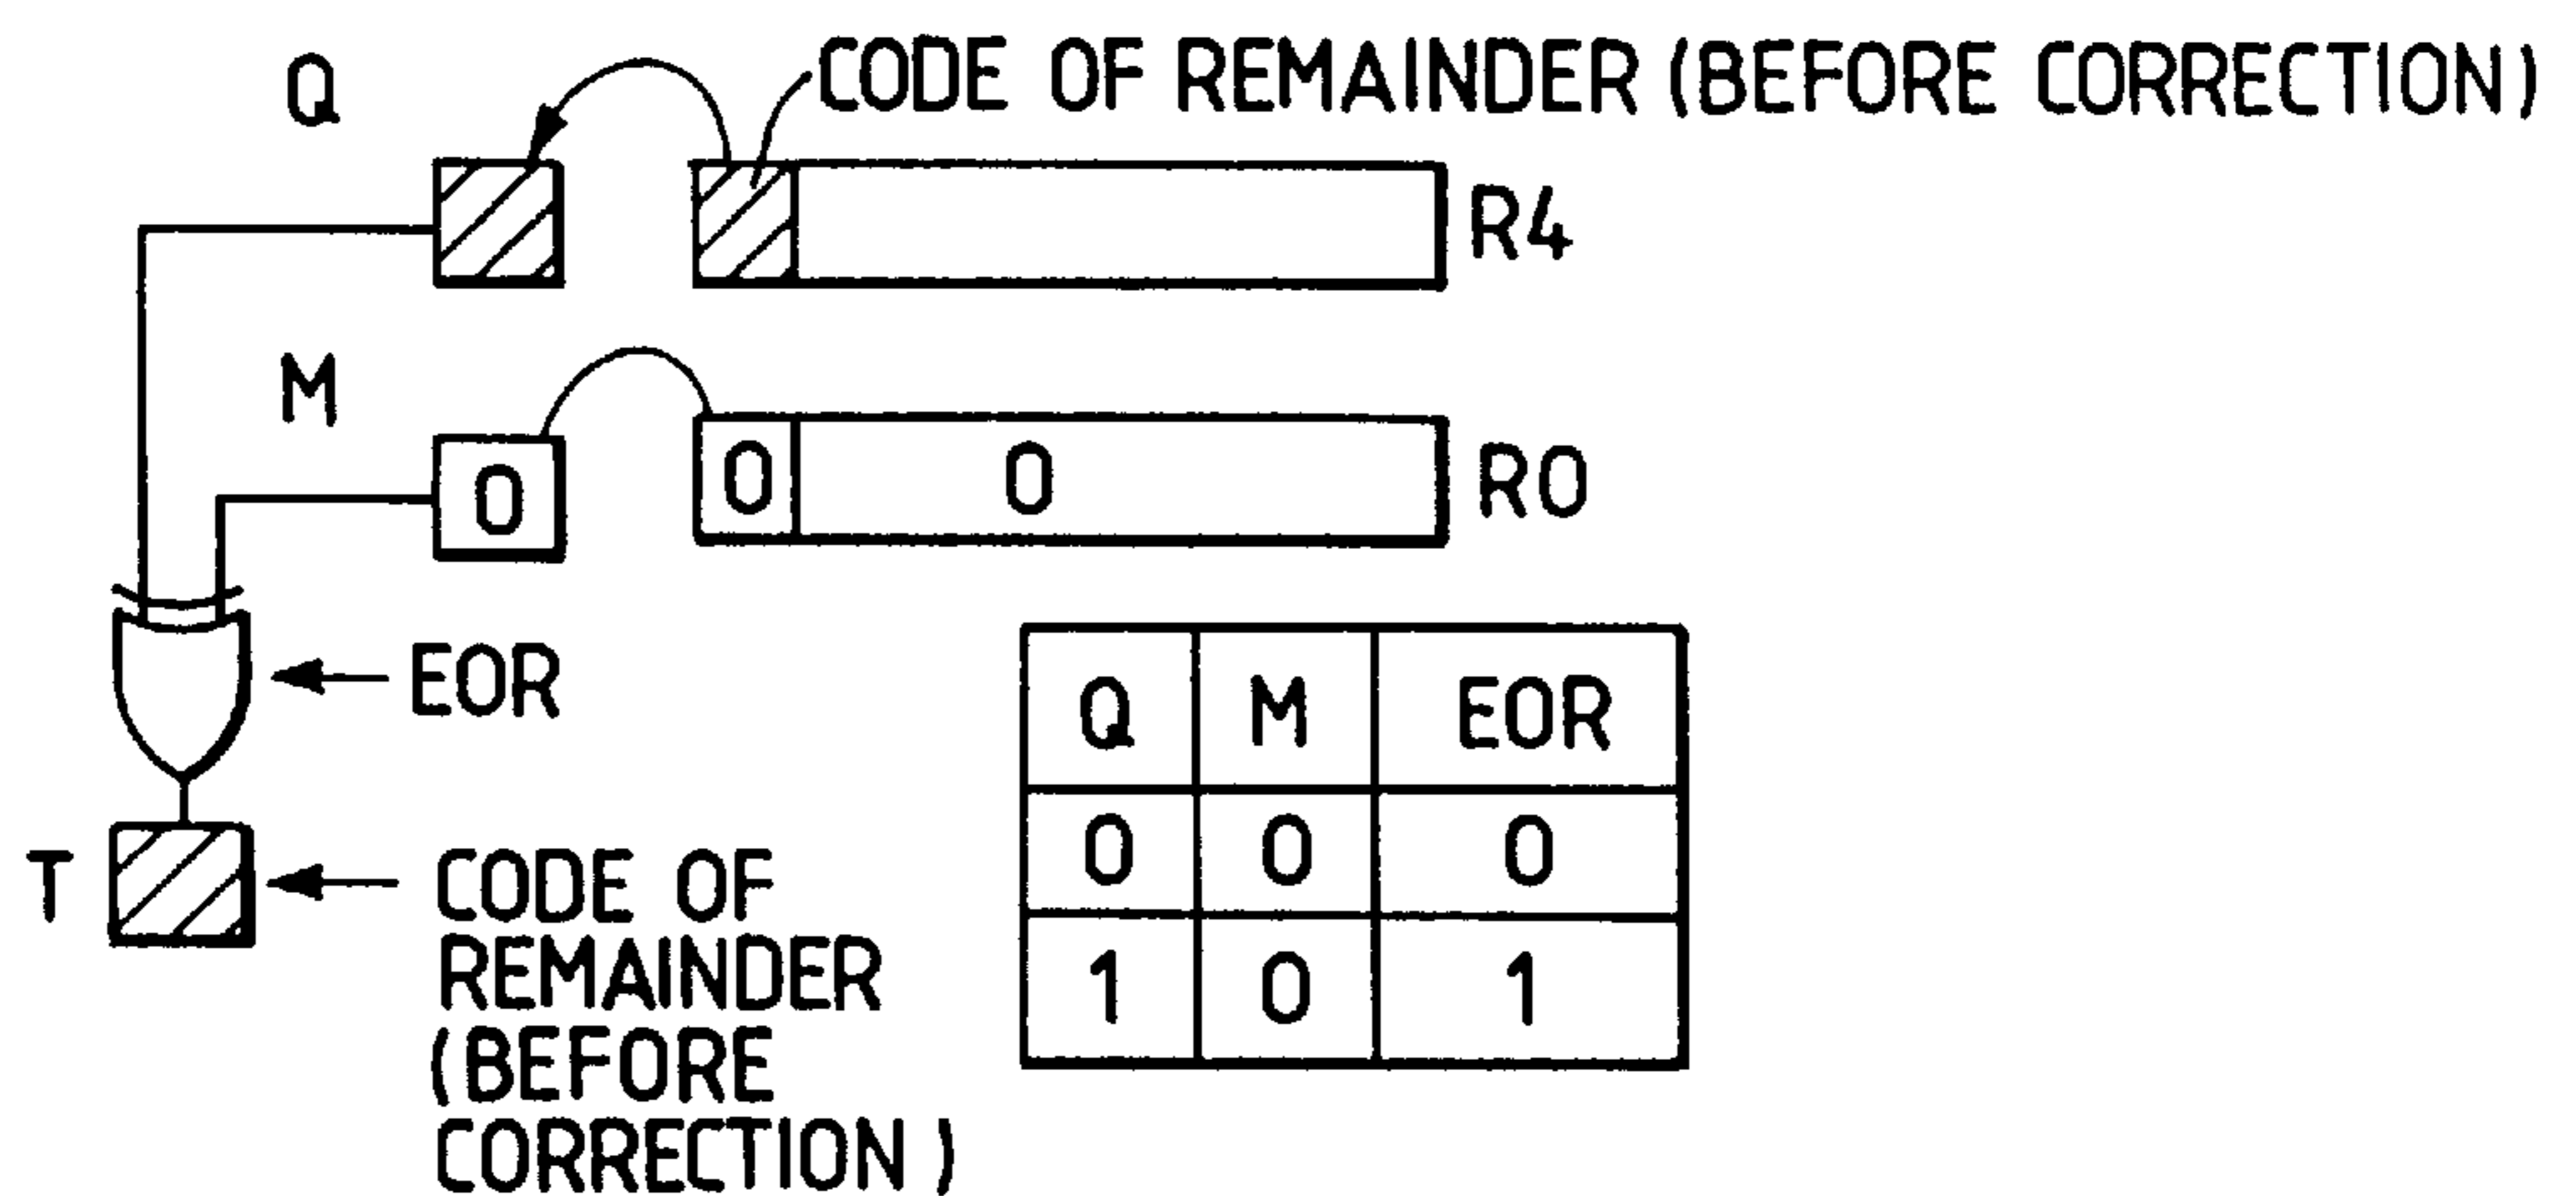 Q
CODE OF REMAINDER (BEFORE CORRECTION)
R4
M
0
0 0
R0
EOR
Q M EOR
0 0 0
1 0 1
T
CODE OF
REMAINDER
(BEFORE
CORRECTION)